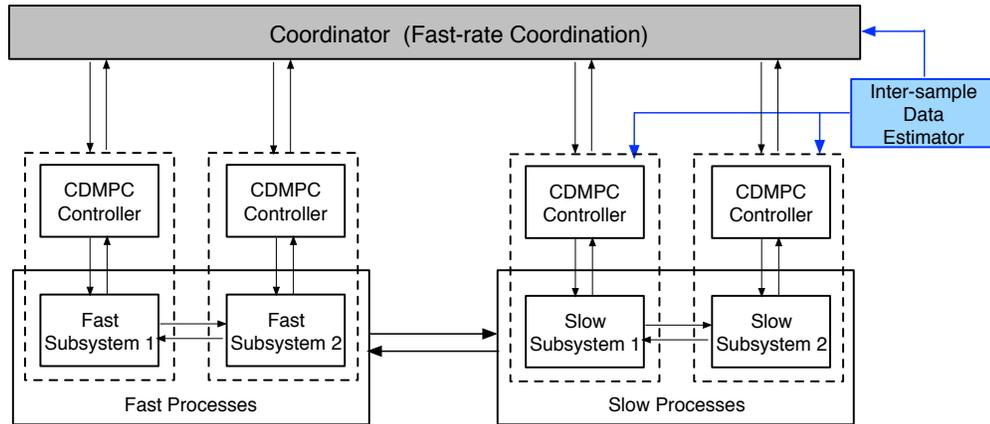 Coordinator (Fast-rate Coordination)
Inter-sample
Data
Estimator
CDMPC
Controller
CDMPC
Controller
CDMPC
Controller
CDMPC
Controller
Fast
Subsystem 1
Fast
Subsystem 2
Slow
Subsystem 1
Slow
Subsystem 2
Fast Processes
Slow Processes